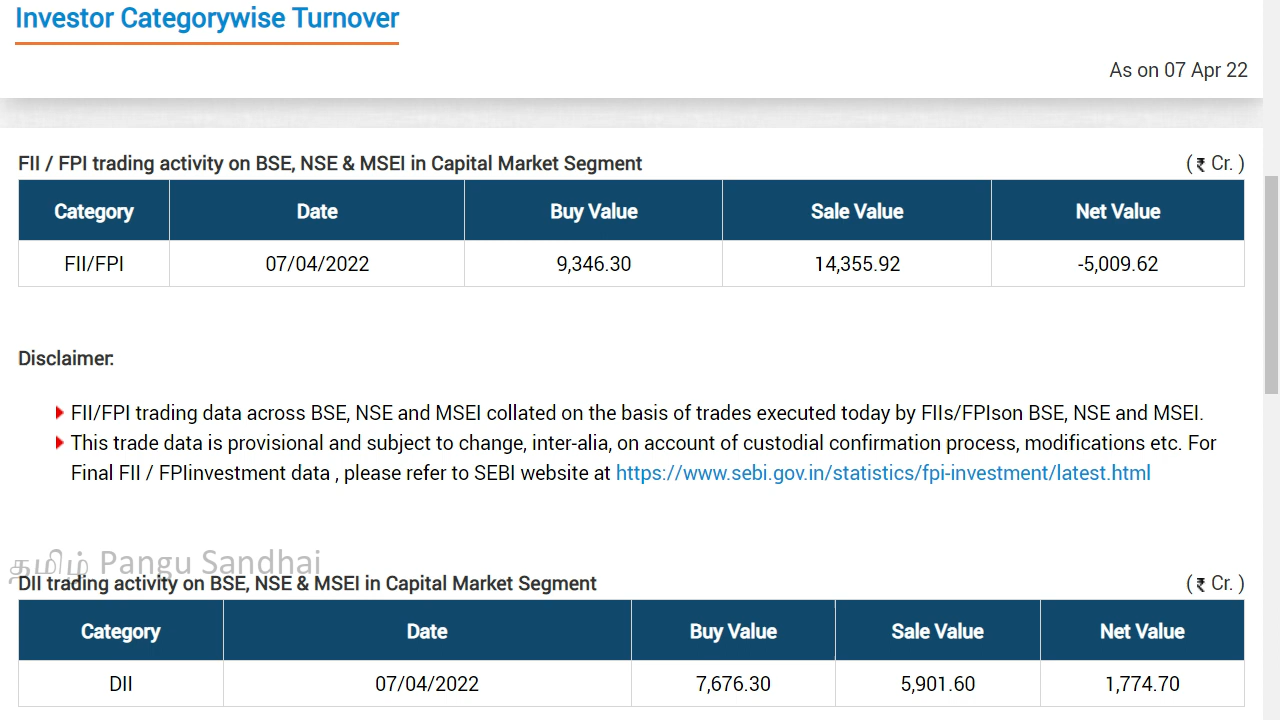 Investor Categorywise Turnover
As on 07 Apr 22
FII / FPI trading activity on BSE, NSE & MSEI in Capital Market Segment (₹ Cr. )
Category Date Buy Value Sale Value Net Value
FII/FPI 07/04/2022 9,346.30 14,355.92 -5,009.62
Disclaimer:
FII/FPI trading data across BSE, NSE and MSEI collated on the basis of trades executed today by FIIs/FPIson BSE, NSE and MSEI.
This trade data is provisional and subject to change, inter-alia, on account of custodial confirmation process, modifications etc. For
Final FII / FPIinvestment data , please refer to SEBI website at https://www.sebi.gov.in/statistics/fpi-investment/latest.html
தமிழ் Pangu Sandhai
DII trading activity on BSE, NSE & MSEI in Capital Market Segment (₹ Cr. )
Category Date Buy Value Sale Value Net Value
DII 07/04/2022 7,676.30 5,901.60 1,774.70